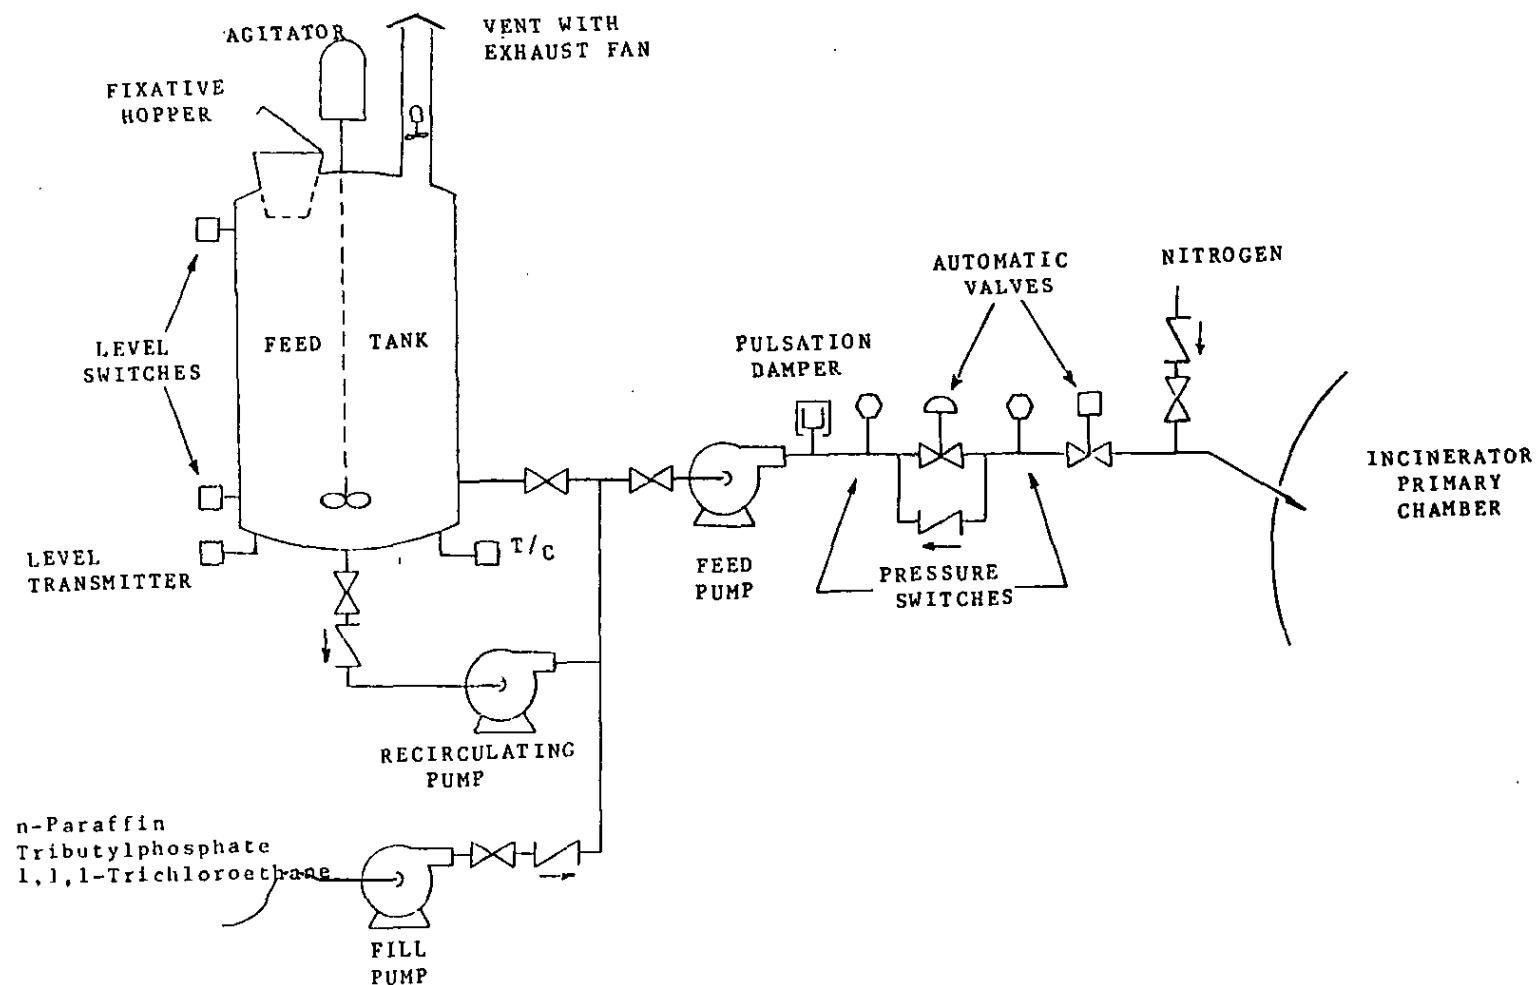 AGITATOR
VENT WITH
EXHAUST FAN
FIXATIVE
HOPPER
LEVEL
SWITCHES
FEED TANK
LEVEL
TRANSMITTER
T/C
RECIRCULATING
PUMP
n-Paraffin
Tributylphosphate
1,1,1-Trichloroethane
FILL
PUMP
FEED
PUMP
PULSATION
DAMPER
AUTOMATIC
VALVES
PRESSURE
SWITCHES
NITROGEN
INCINERATOR
PRIMARY
CHAMBER